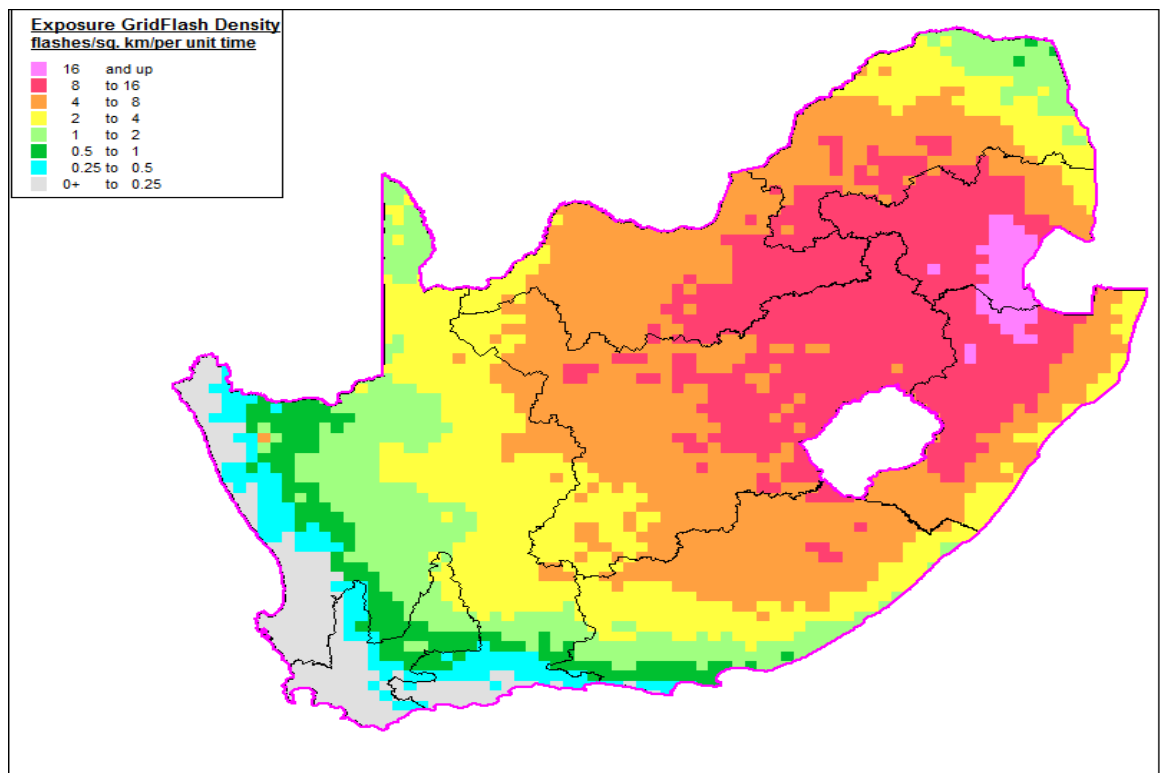 Exposure GridFlash Density
flashes/sq. km/per unit time
16 and up
8 to 16
4 to 8
2 to 4
1 to 2
0.5 to 1
0.25 to 0.5
0+ to 0.25